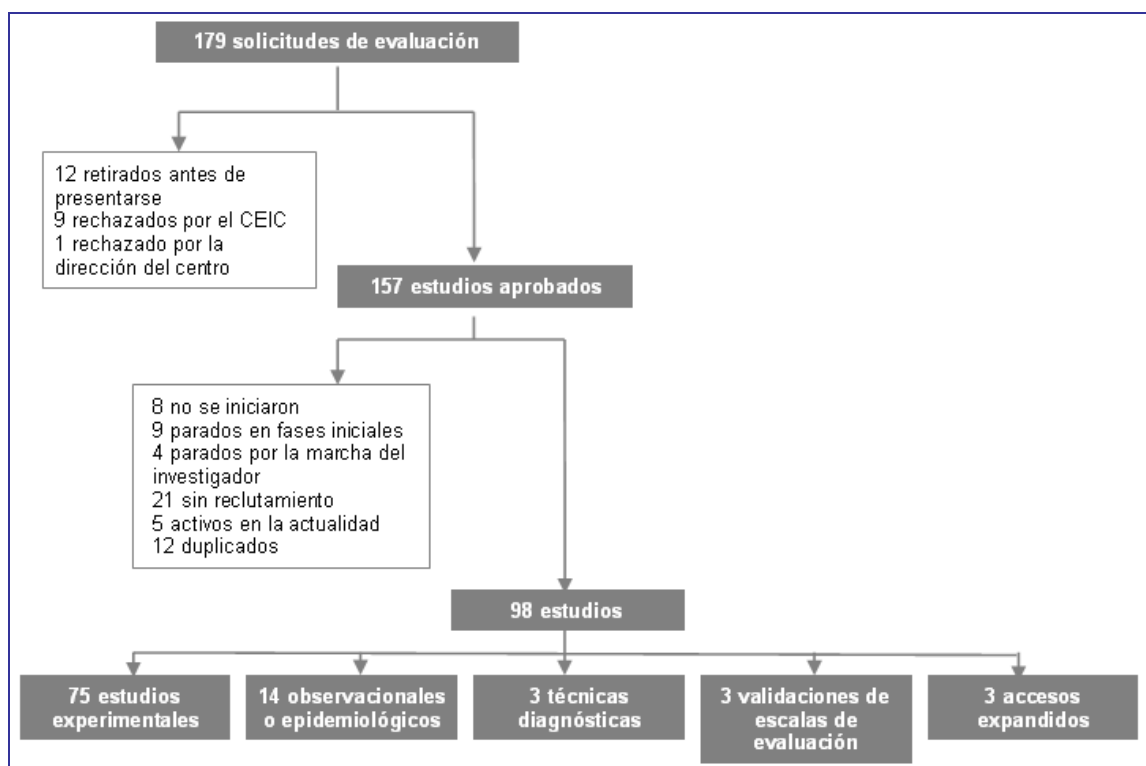 179 solicitudes de evaluación
12 retirados antes de
presentarse
9 rechazados por el CEIC
1 rechazado por la
dirección del centro
157 estudios aprobados
8 no se iniciaron
9 parados en fases iniciales
4 parados por la marcha del
investigador
21 sin reclutamiento
5 activos en la actualidad
12 duplicados
98 estudios
75 estudios
experimentales
14 observacionales
o epidemiológicos
3 técnicas
diagnósticas
3 validaciones de
escalas de
evaluación
3 accesos
expandidos